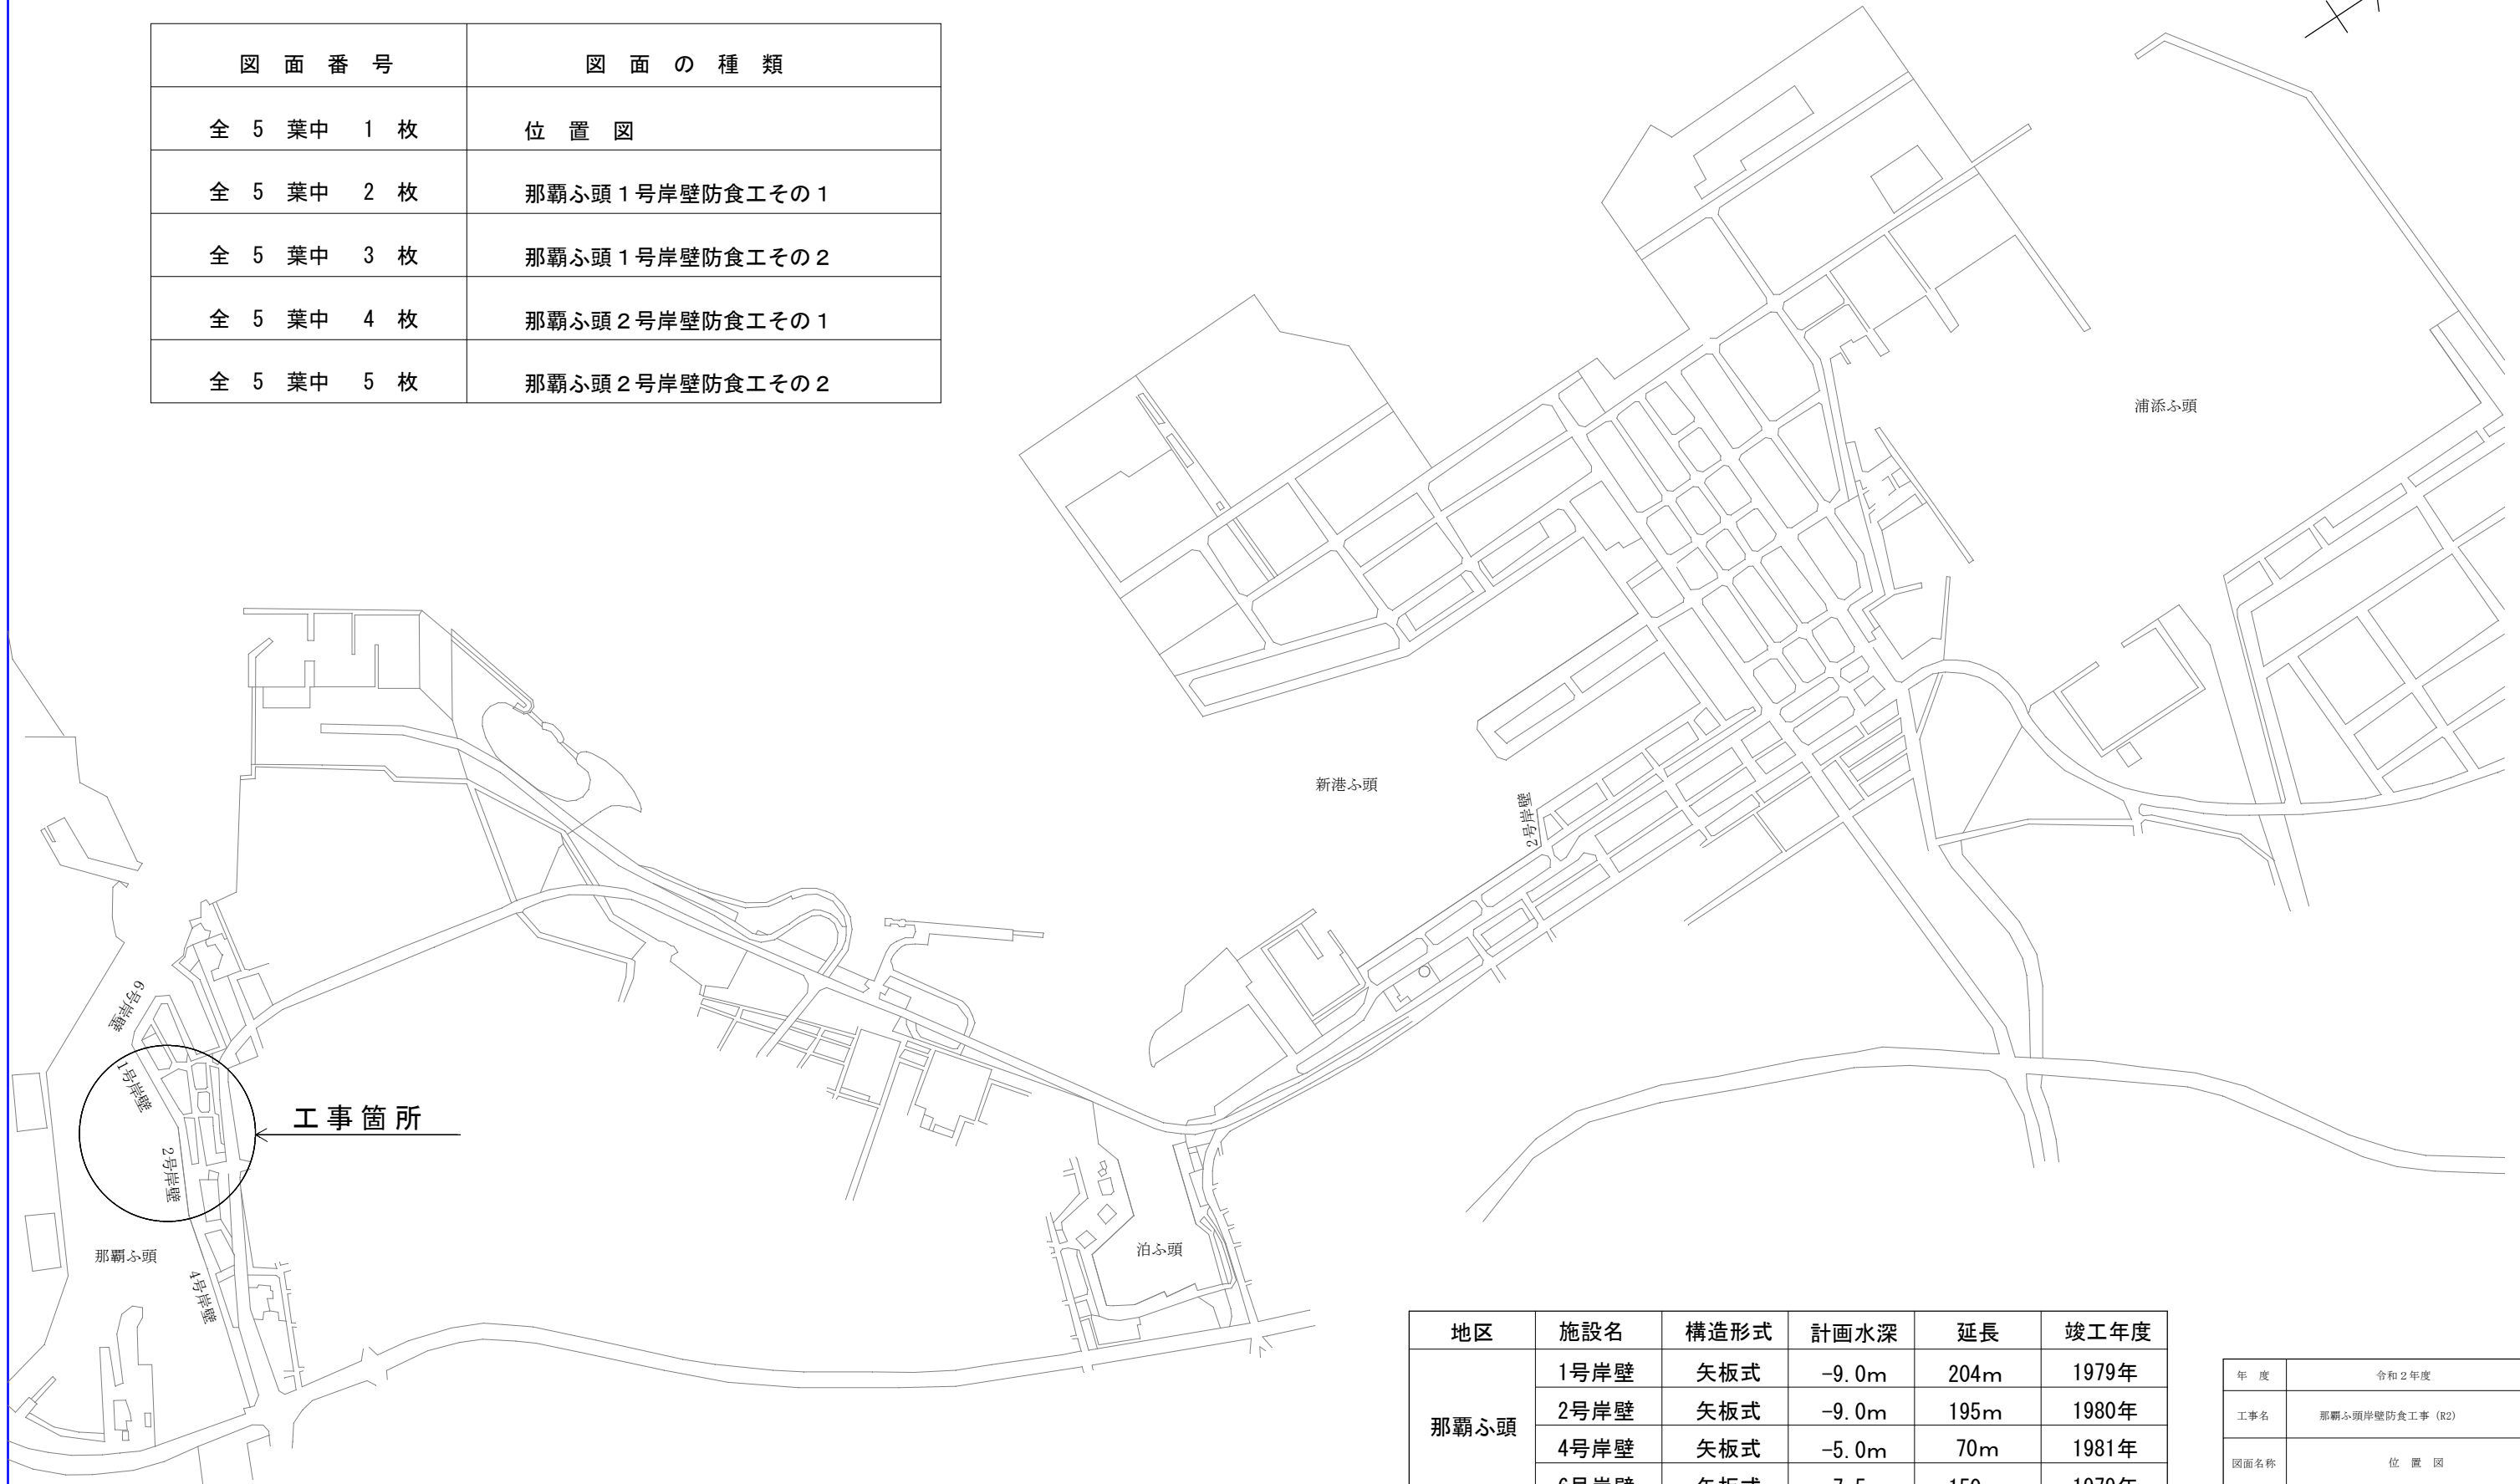 図 面 番 号 図 面 の 種 類
全 5 葉中 1 枚 位 置 図
全 5 葉中 2 枚 那覇ふ頭1号岸壁防食工その1
全 5 葉中 3 枚 那覇ふ頭1号岸壁防食工その2
全 5 葉中 4 枚 那覇ふ頭2号岸壁防食工その1
全 5 葉中 5 枚 那覇ふ頭2号岸壁防食工その2
浦添ふ頭
新港ふ頭
2号岸壁
6号岸壁
1号岸壁
工事箇所
2号岸壁
那覇ふ頭
4号岸壁
泊ふ頭
地区 施設名 構造形式 計画水深 延長 竣工年度
1号岸壁 矢板式 -9.0m 204m 1979年
2号岸壁 矢板式 -9.0m 195m 1980年
那覇ふ頭
4号岸壁 矢板式 -5.0m 70m 1981年
6号岸壁 矢板式
年 度 令和2年度
工事名 那覇ふ頭岸壁防食工事(R2)
図面名称 位 置 図